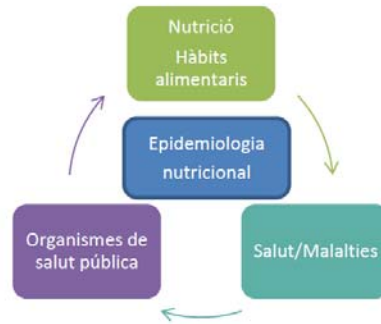 Nutrició
Hàbits
alimentaris
Epidemiologia
nutricional
Organismes de
salut pública
Salut/Malalties